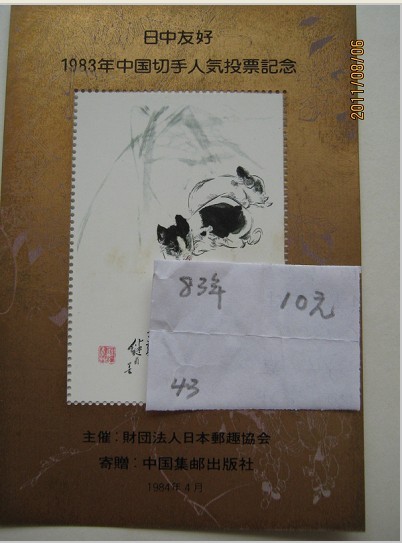 日中友好
1983年中国切手人気投票記念
2011/08/06
83年 10元
43
主催：財団法人日本郵趣協会
寄贈：中国集邮出版社
1984年4月